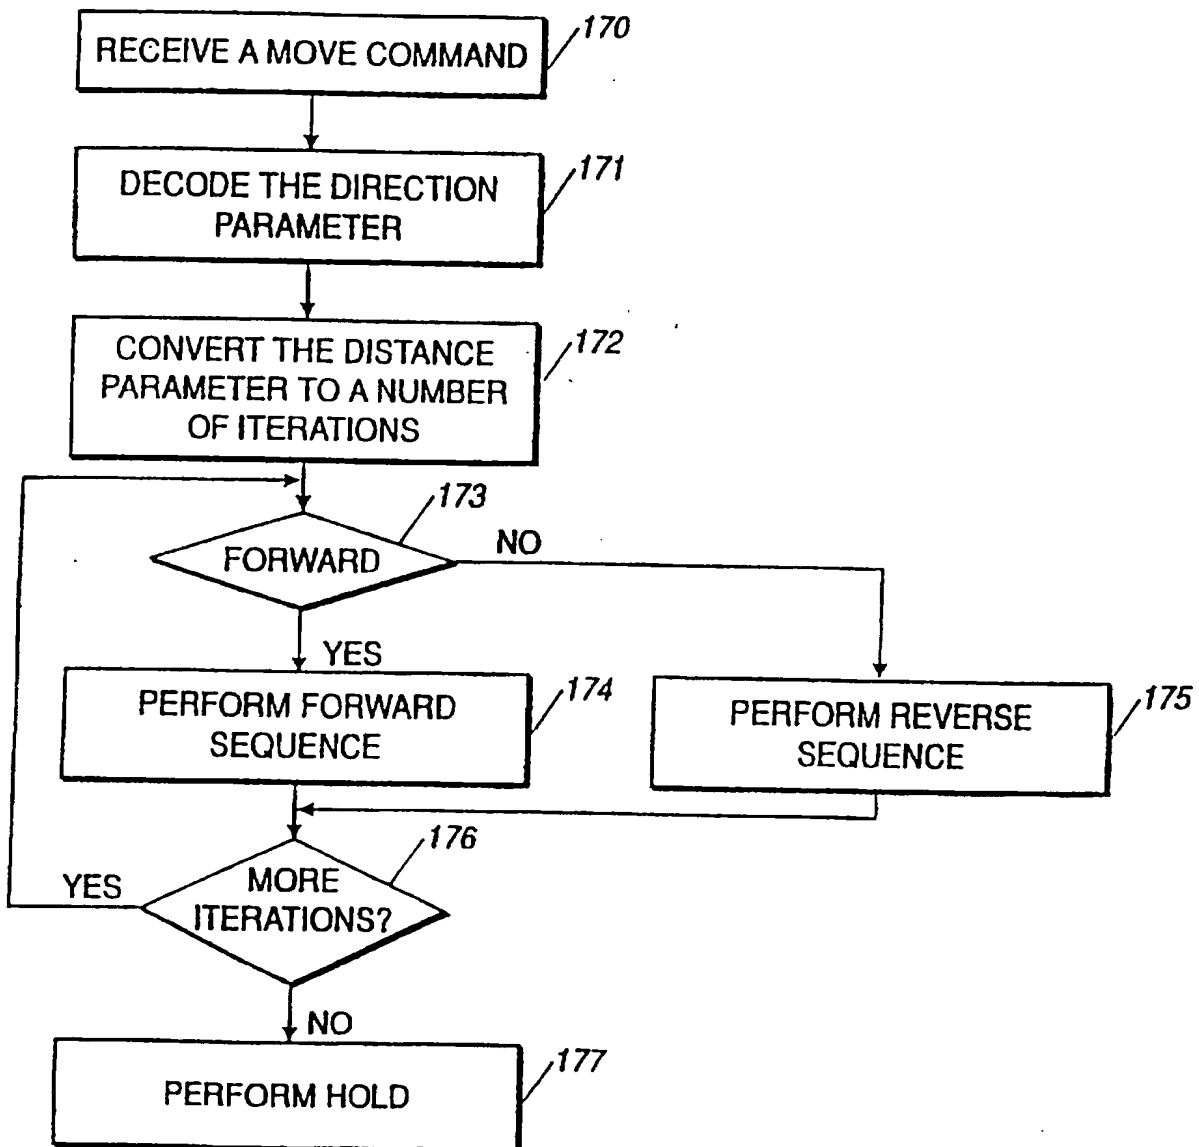 RECEIVE A MOVE COMMAND
170
DECODE THE DIRECTION
PARAMETER
171
CONVERT THE DISTANCE
PARAMETER TO A NUMBER
OF ITERATIONS
172
173
FORWARD
NO
YES
PERFORM FORWARD
SEQUENCE
174
PERFORM REVERSE
SEQUENCE
175
176
MORE
ITERATIONS?
YES
NO
PERFORM HOLD
177